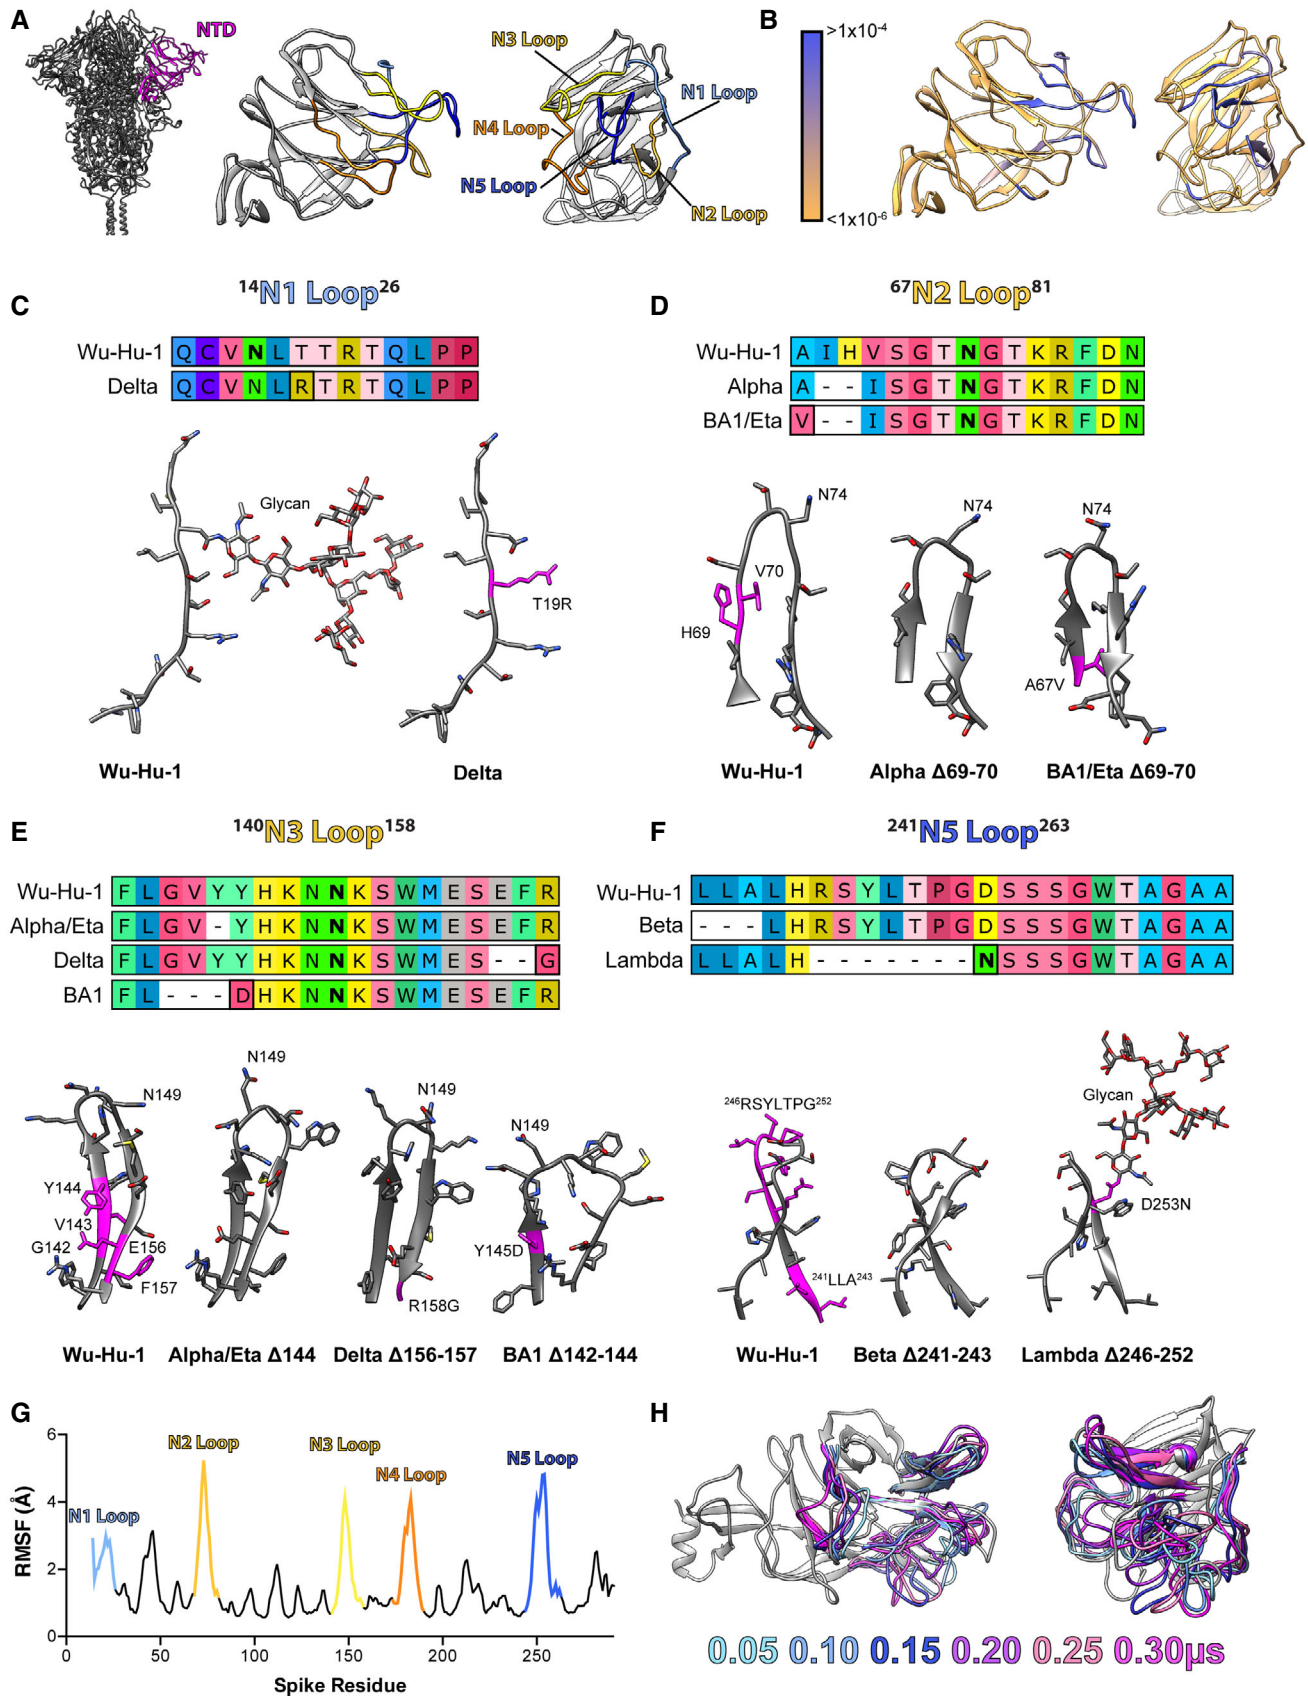 A
NTD
N3 Loop
N1 Loop
N4 Loop
N5 Loop
N2 Loop
B
>1x10⁻⁴
<1x10⁻⁶
C
¹⁴N1 Loop²⁶
Wu-Hu-1 Q C V N L T T R T Q L P P
Delta Q C V N L R T R T Q L P P
Glycan
T19R
Wu-Hu-1
Delta
D
⁶⁷N2 Loop⁸¹
Wu-Hu-1 A I H V S G T N G T K R F D N
Alpha A - - I S G T N G T K R F D N
BA1/Eta V - - I S G T N G T K R F D N
N74
V70
H69
N74
N74
A67V
Wu-Hu-1
Alpha Δ69-70
BA1/Eta Δ69-70
E
¹⁴⁰N3 Loop¹⁵⁸
Wu-Hu-1 F L G V Y Y H K N N K S W M E S E F R
Alpha/Eta F L G V - Y H K N N K S W M E S E F R
Delta F L G V Y Y H K N N K S W M E S - - G
BA1 F L - - - D H K N N K S W M E S E F R
N149
Y144
V143
G142
E156
F157
N149
N149
R158G
N149
Y145D
Wu-Hu-1
Alpha/Eta Δ144
Delta Δ156-157
BA1 Δ142-144
F
²⁴¹N5 Loop²⁶³
Wu-Hu-1 L L A L H R S Y L T P G D S S S G W T A G A A
Beta - - - L H R S Y L T P G D S S S G W T A G A A
Lambda L L A L H - - - - - - - N S S S G W T A G A A
²⁴⁶RSYLTPG²⁵²
²⁴¹LLA²⁴³
Glycan
D253N
Wu-Hu-1
Beta Δ241-243
Lambda Δ246-252
G
RMSF (Å)
6
4
2
0
N1 Loop
N2 Loop
N3 Loop
N4 Loop
N5 Loop
0 50 100 150 200 250
Spike Residue
H
0.05 0.10 0.15 0.20 0.25 0.30µs